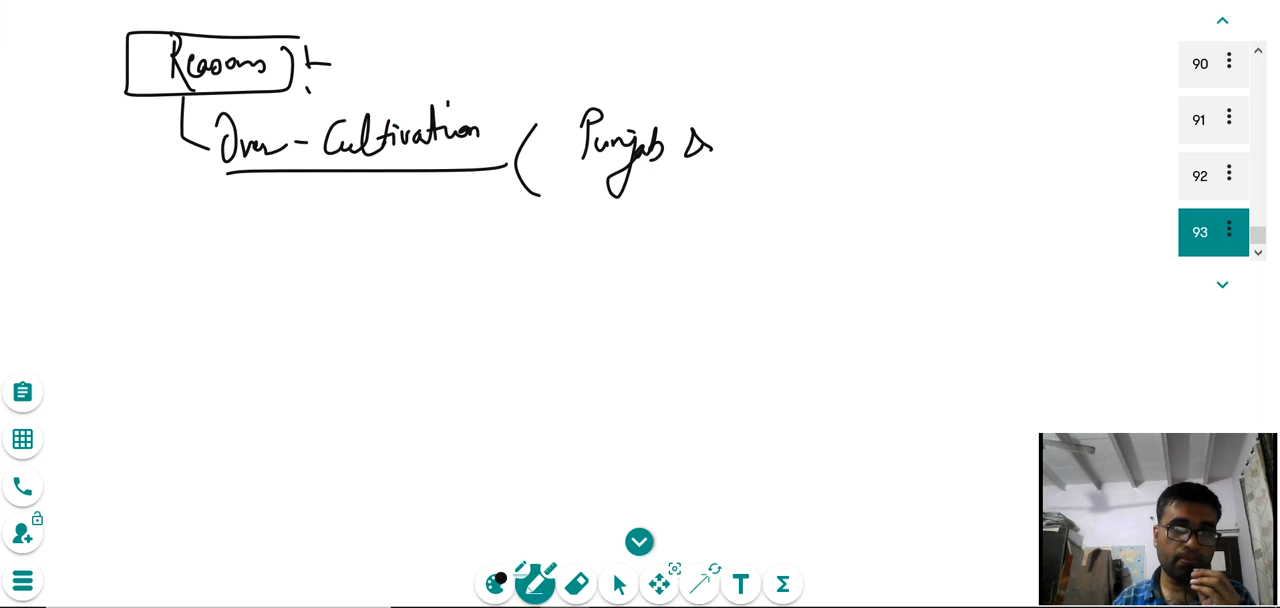 Reasons :-
Over-Cultivation ( Punjab &
90
91
92
93
T
Σ